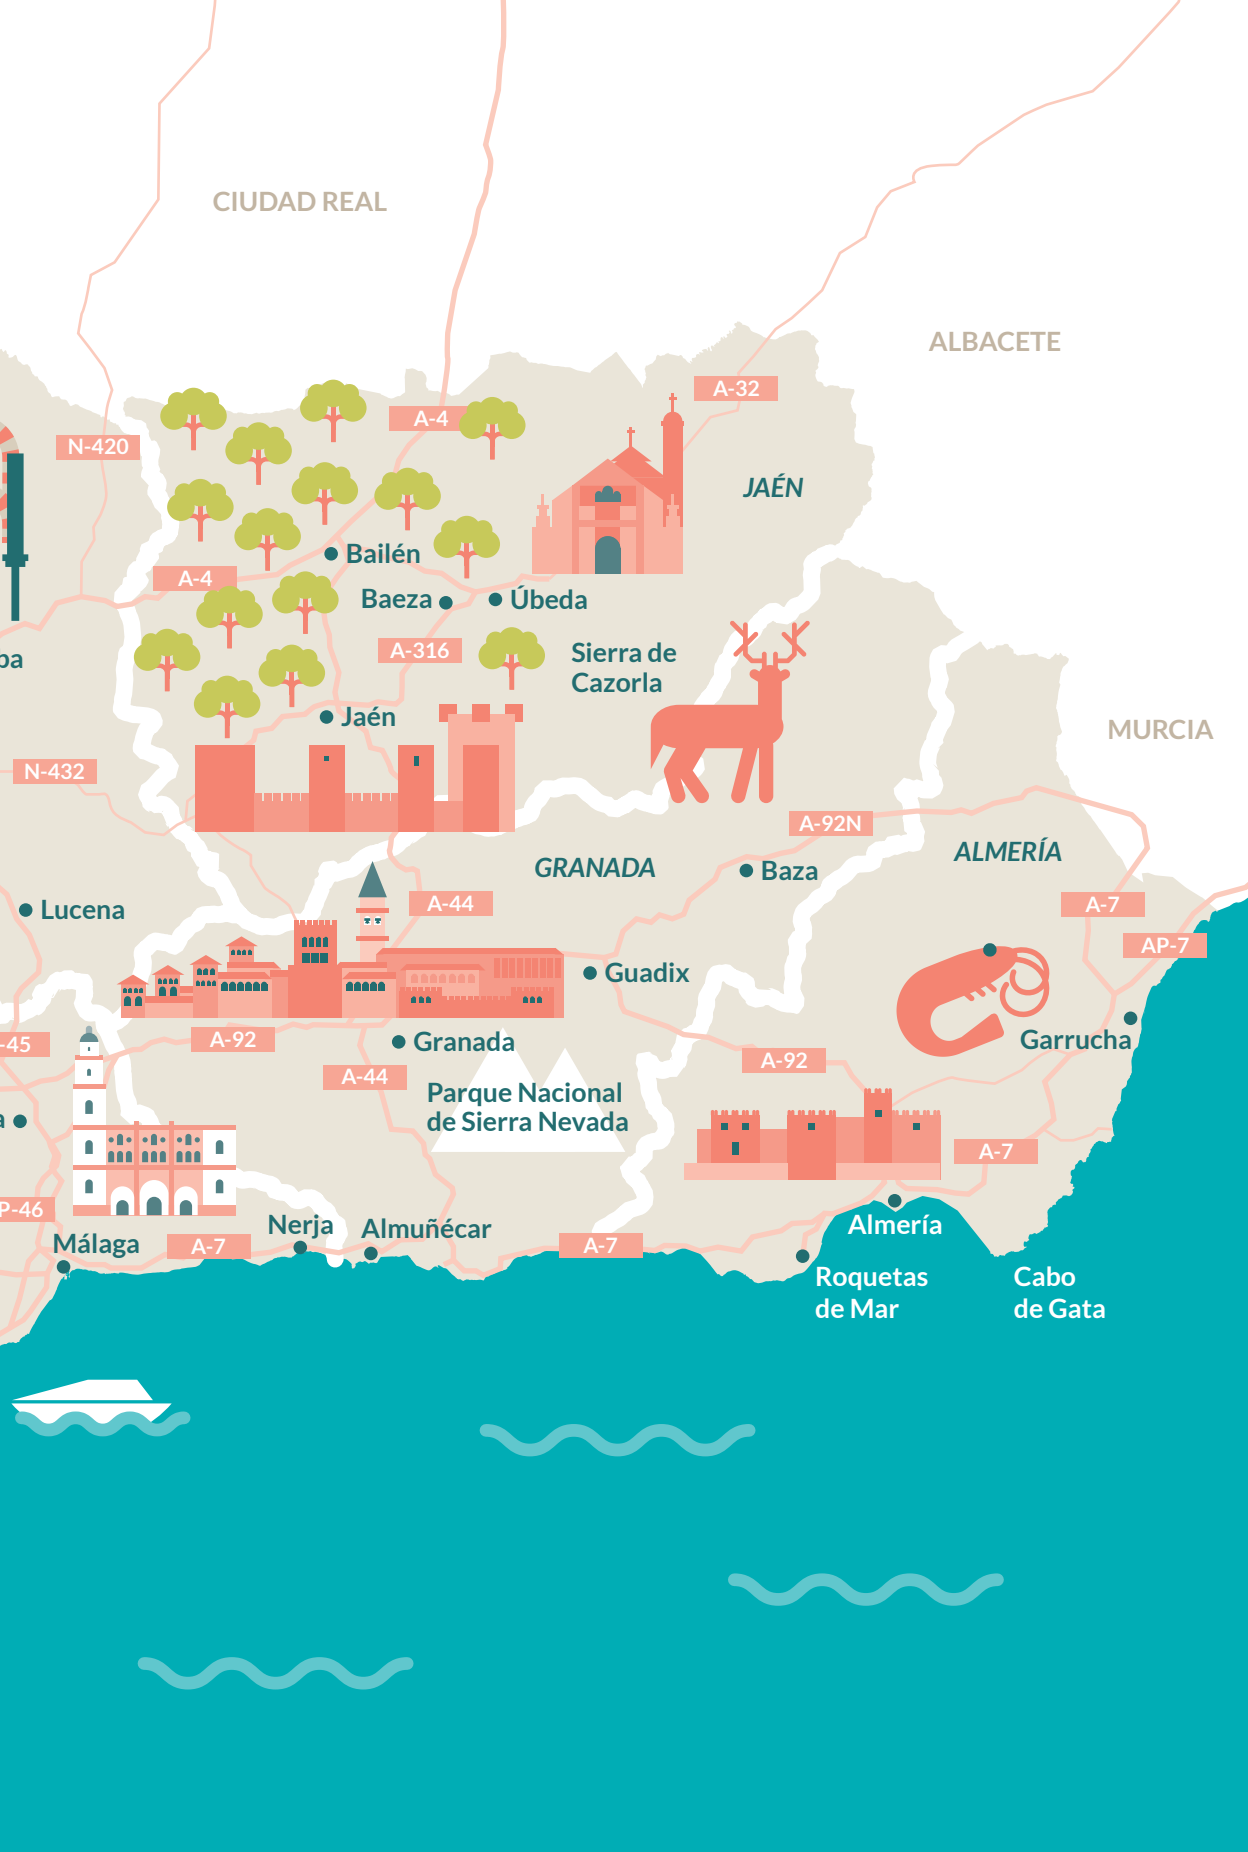 CIUDAD REAL
ALBACETE
A-32
A-4
N-420
JAÉN
Bailén
A-4
Baeza
Úbeda
A-316
Sierra de
Cazorla
Jaén
MURCIA
N-432
A-92N
ALMERÍA
GRANADA
Baza
A-44
A-7
Lucena
AP-7
Guadix
Garrucha
A-92
Granada
-45
A-92
A-44
Parque Nacional
de Sierra Nevada
A-7
P-46
Almería
Nerja
Almuñécar
Málaga
A-7
A-7
Roquetas
de Mar
Cabo
de Gata